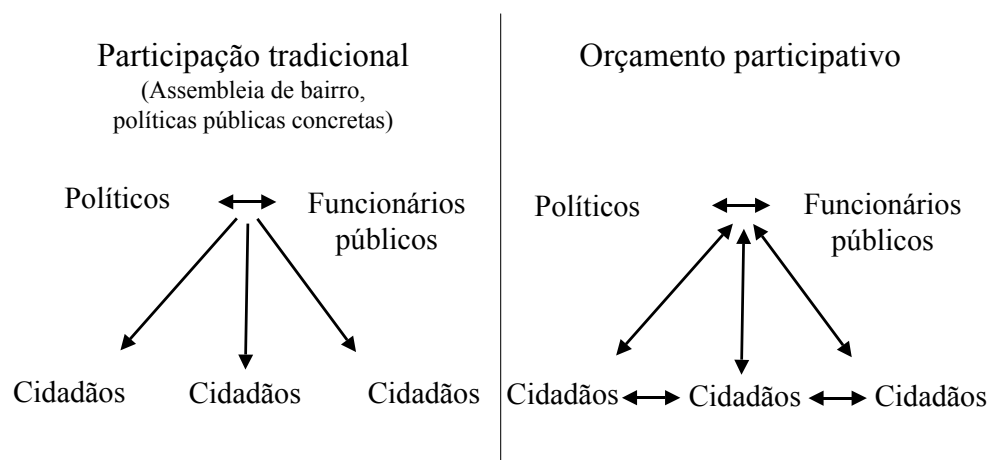 Participação tradicional
(Assembleia de bairro,
políticas públicas concretas)
Políticos
Funcionários
públicos
Cidadãos
Cidadãos
Cidadãos
Orçamento participativo
Políticos
Funcionários
públicos
Cidadãos
Cidadãos
Cidadãos